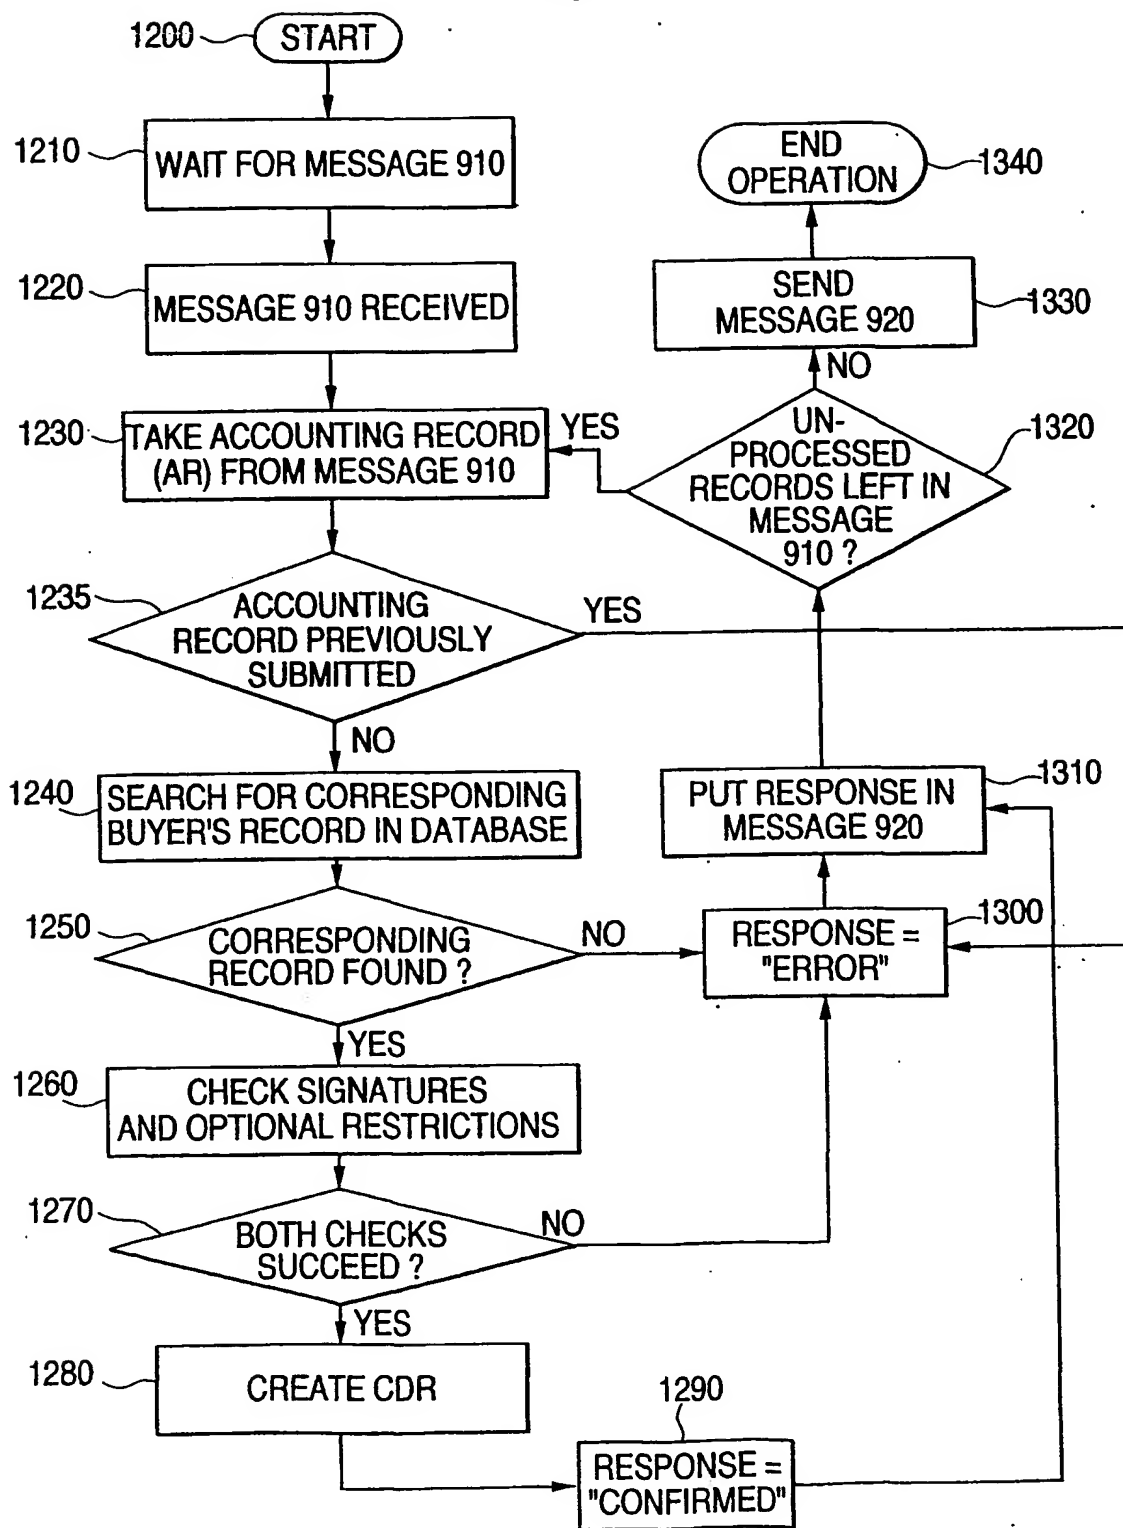 1200
START
1210
WAIT FOR MESSAGE 910
1220
MESSAGE 910 RECEIVED
1230
TAKE ACCOUNTING RECORD
(AR) FROM MESSAGE 910
1235
ACCOUNTING
RECORD PREVIOUSLY
SUBMITTED
YES
NO
1240
SEARCH FOR CORRESPONDING
BUYER'S RECORD IN DATABASE
1250
CORRESPONDING
RECORD FOUND ?
NO
YES
1260
CHECK SIGNATURES
AND OPTIONAL RESTRICTIONS
1270
BOTH CHECKS
SUCCEED ?
NO
YES
1280
CREATE CDR
1290
RESPONSE =
"CONFIRMED"
1300
RESPONSE =
"ERROR"
1310
PUT RESPONSE IN
MESSAGE 920
1320
UN-
PROCESSED
RECORDS LEFT IN
MESSAGE
910 ?
YES
NO
1330
SEND
MESSAGE 920
1340
END
OPERATION